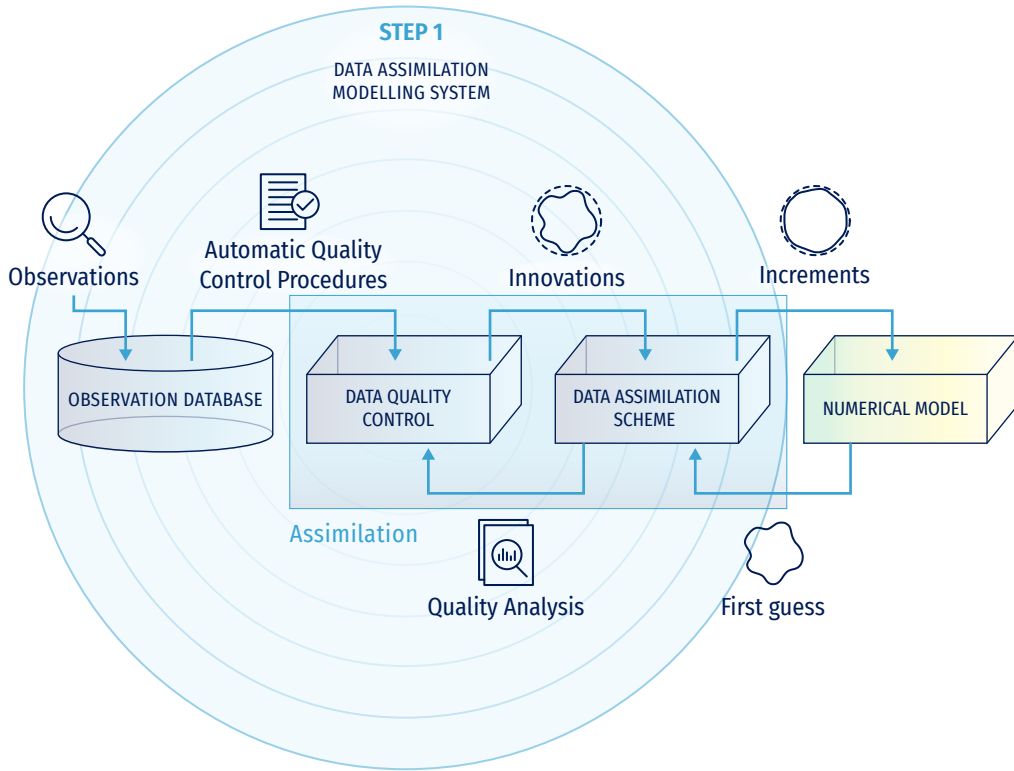 STEP 1
DATA ASSIMILATION
MODELLING SYSTEM
Observations
Automatic Quality
Control Procedures
Innovations
Increments
OBSERVATION DATABASE
DATA QUALITY
CONTROL
DATA ASSIMILATION
SCHEME
NUMERICAL MODEL
Assimilation
Quality Analysis
First guess